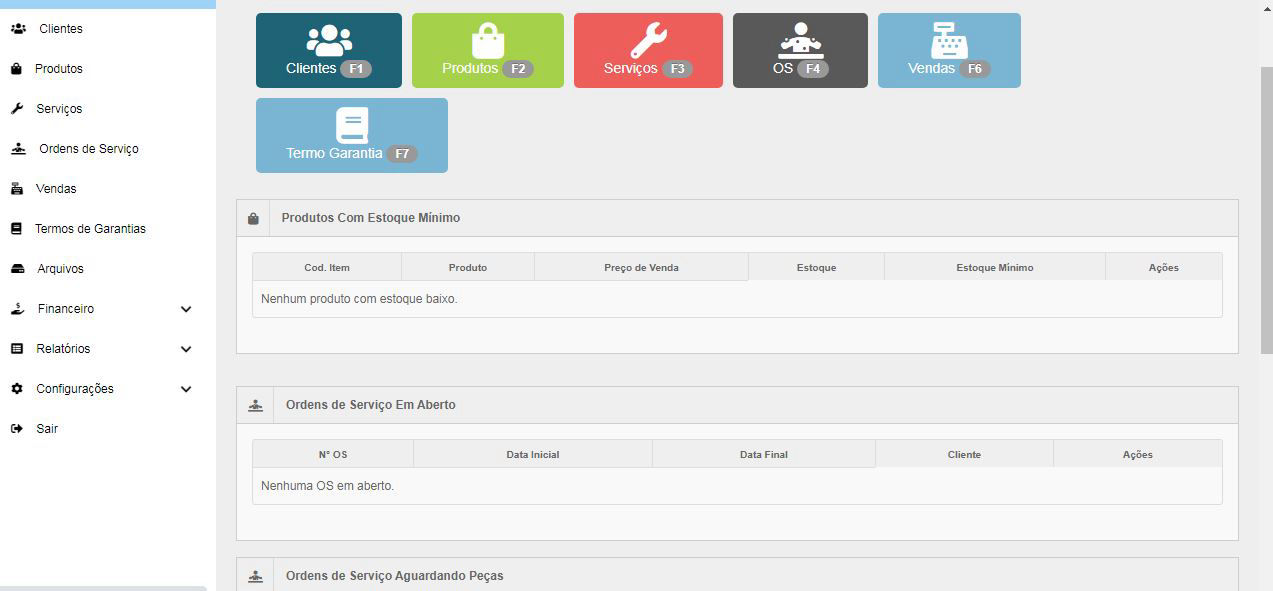 Clientes
Produtos
Serviços
Ordens de Serviço
Vendas
Termos de Garantias
Arquivos
Financeiro
Relatórios
Configurações
Sair
Clientes F1
Produtos F2
Serviços F3
OS F4
Vendas F6
Termo Garantia F7
Produtos Com Estoque Mínimo
Cod. Item Produto Preço de Venda Estoque Estoque Mínimo Ações
Nenhum produto com estoque baixo.
Ordens de Serviço Em Aberto
N° OS Data Inicial Data Final Cliente Ações
Nenhuma OS em aberto.
Ordens de Serviço Aguardando Peças